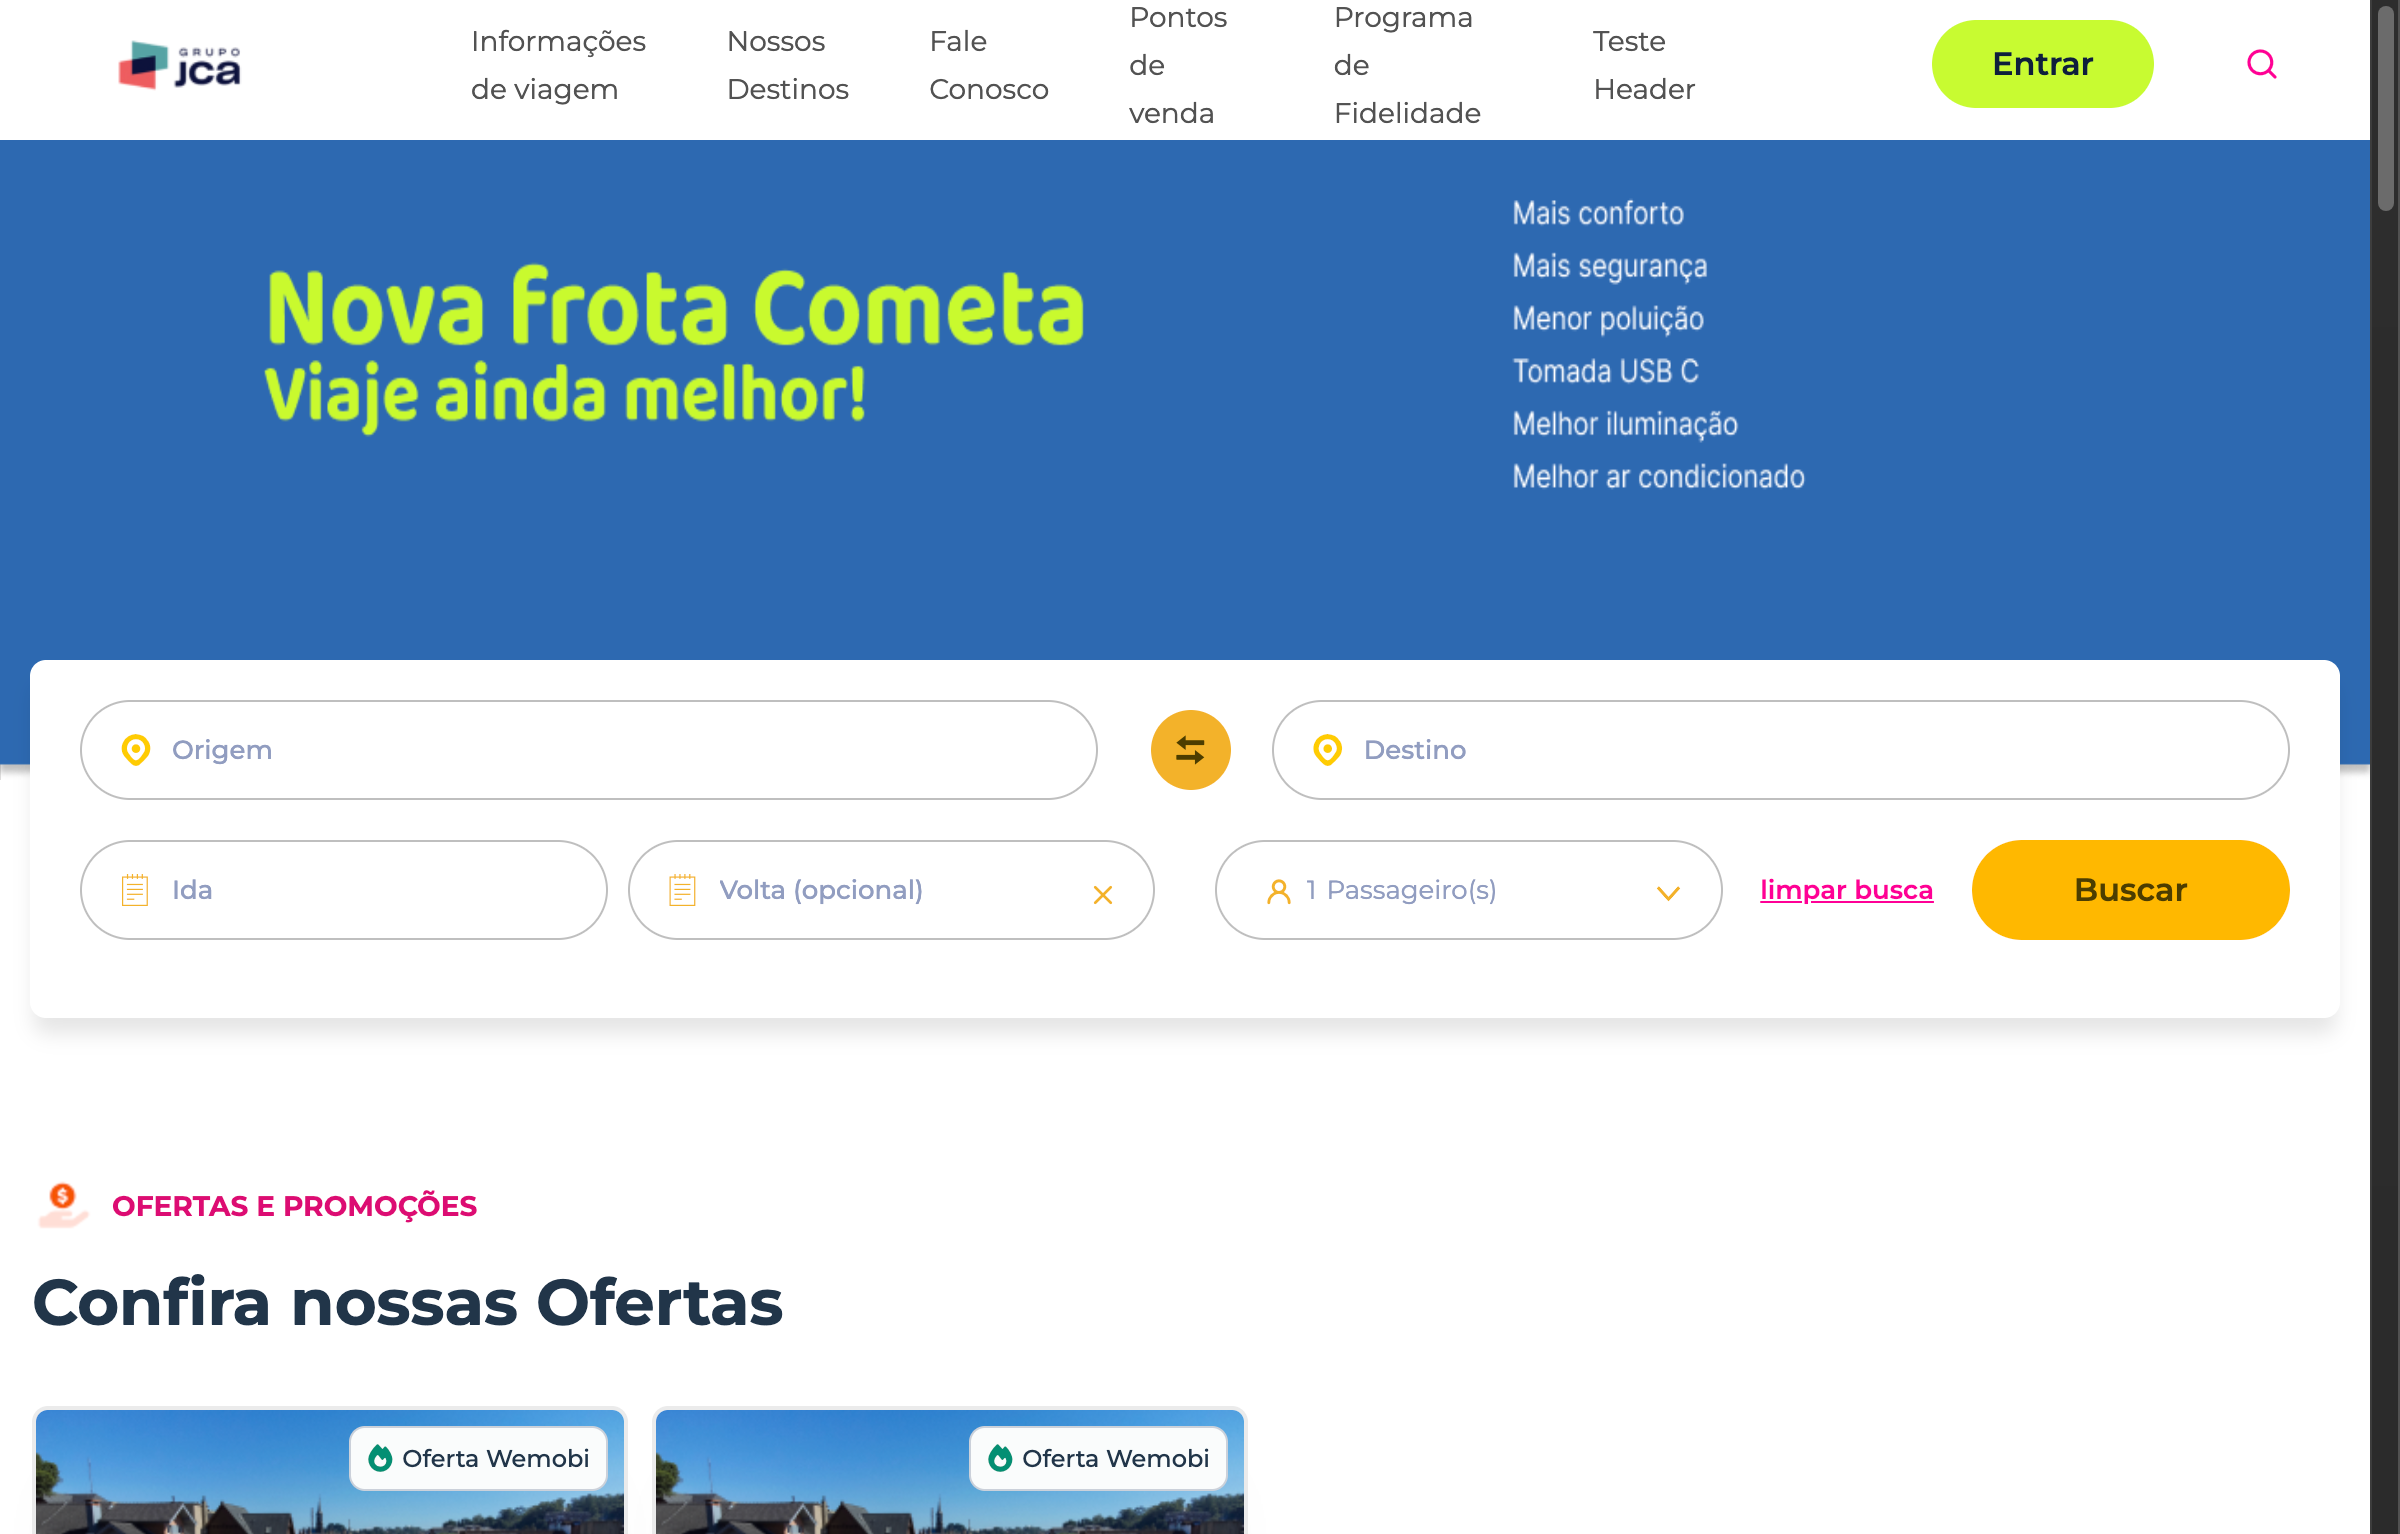 GRUPO
jca
Informações
de viagem
Nossos
Destinos
Fale
Conosco
Pontos
de
venda
Programa
de
Fidelidade
Teste
Header
Entrar
Nova frota Cometa
Viaje ainda melhor!
Mais conforto
Mais segurança
Menor poluição
Tomada USB C
Melhor iluminação
Melhor ar condicionado
Origem
Destino
Ida
Volta (opcional)
1 Passageiro(s)
limpar busca
Buscar
$
OFERTAS E PROMOÇÕES
Confira nossas Ofertas
Oferta Wemobi
Oferta Wemobi